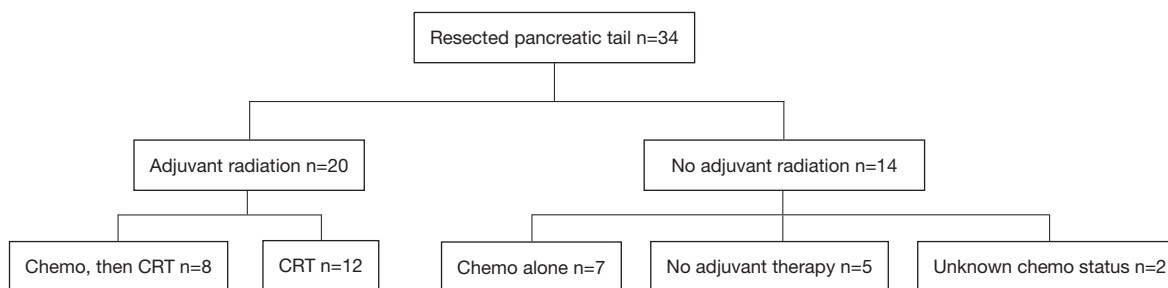 Resected pancreatic tail n=34
Adjuvant radiation n=20
No adjuvant radiation n=14
Chemo, then CRT n=8
CRT n=12
Chemo alone n=7
No adjuvant therapy n=5
Unknown chemo status n=2